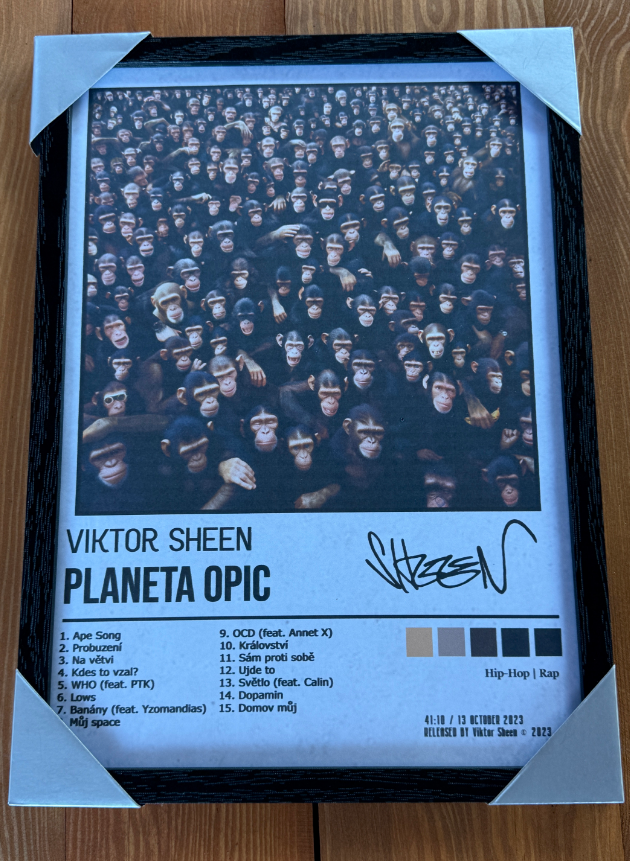 VIKTOR SHEEN
PLANETA OPIC
SHEEN
1. Ape Song
2. Probuzení
3. Na větvi
4. Kdes to vzal?
5. WHO (feat. PTK)
6. Lows
7. Banány (feat. Yzomandias)
Můj space
9. OCD (feat. Annet X)
10. Království
11. Sám proti sobě
12. Ujde to
13. Světlo (feat. Calin)
14. Dopamin
15. Domov můj
Hip-Hop | Rap
41:18 / 13 OCTOBER 2023
RELEASED BY Viktor Sheen © 2023